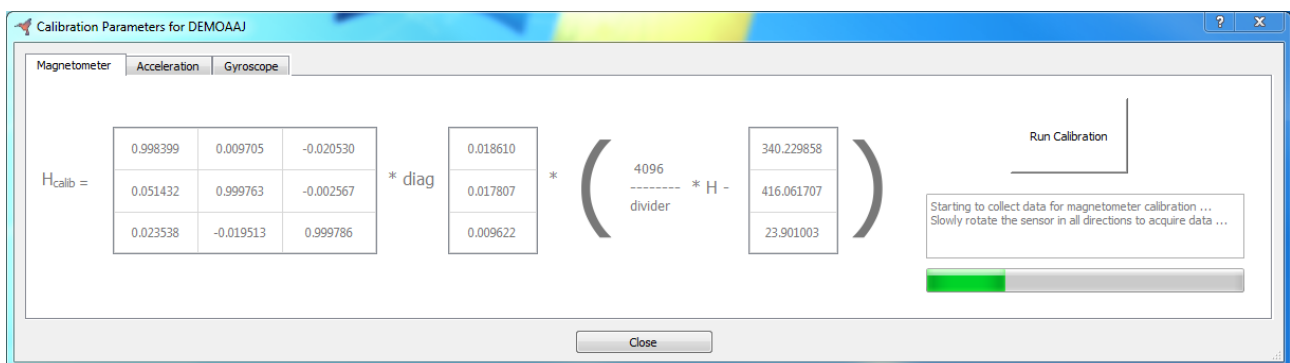 Calibration Parameters for DEMOAAJ
? X
Magnetometer Acceleration Gyroscope
0.998399 0.009705 -0.020530
0.051432 0.999763 -0.002567
0.023538 -0.019513 0.999786
Hcalib =
* diag
0.018610
0.017807
0.009622
*
(
4096
--------
divider
* H -
340.229858
416.061707
23.901003
)
Run Calibration
Starting to collect data for magnetometer calibration ...
Slowly rotate the sensor in all directions to acquire data ...
Close